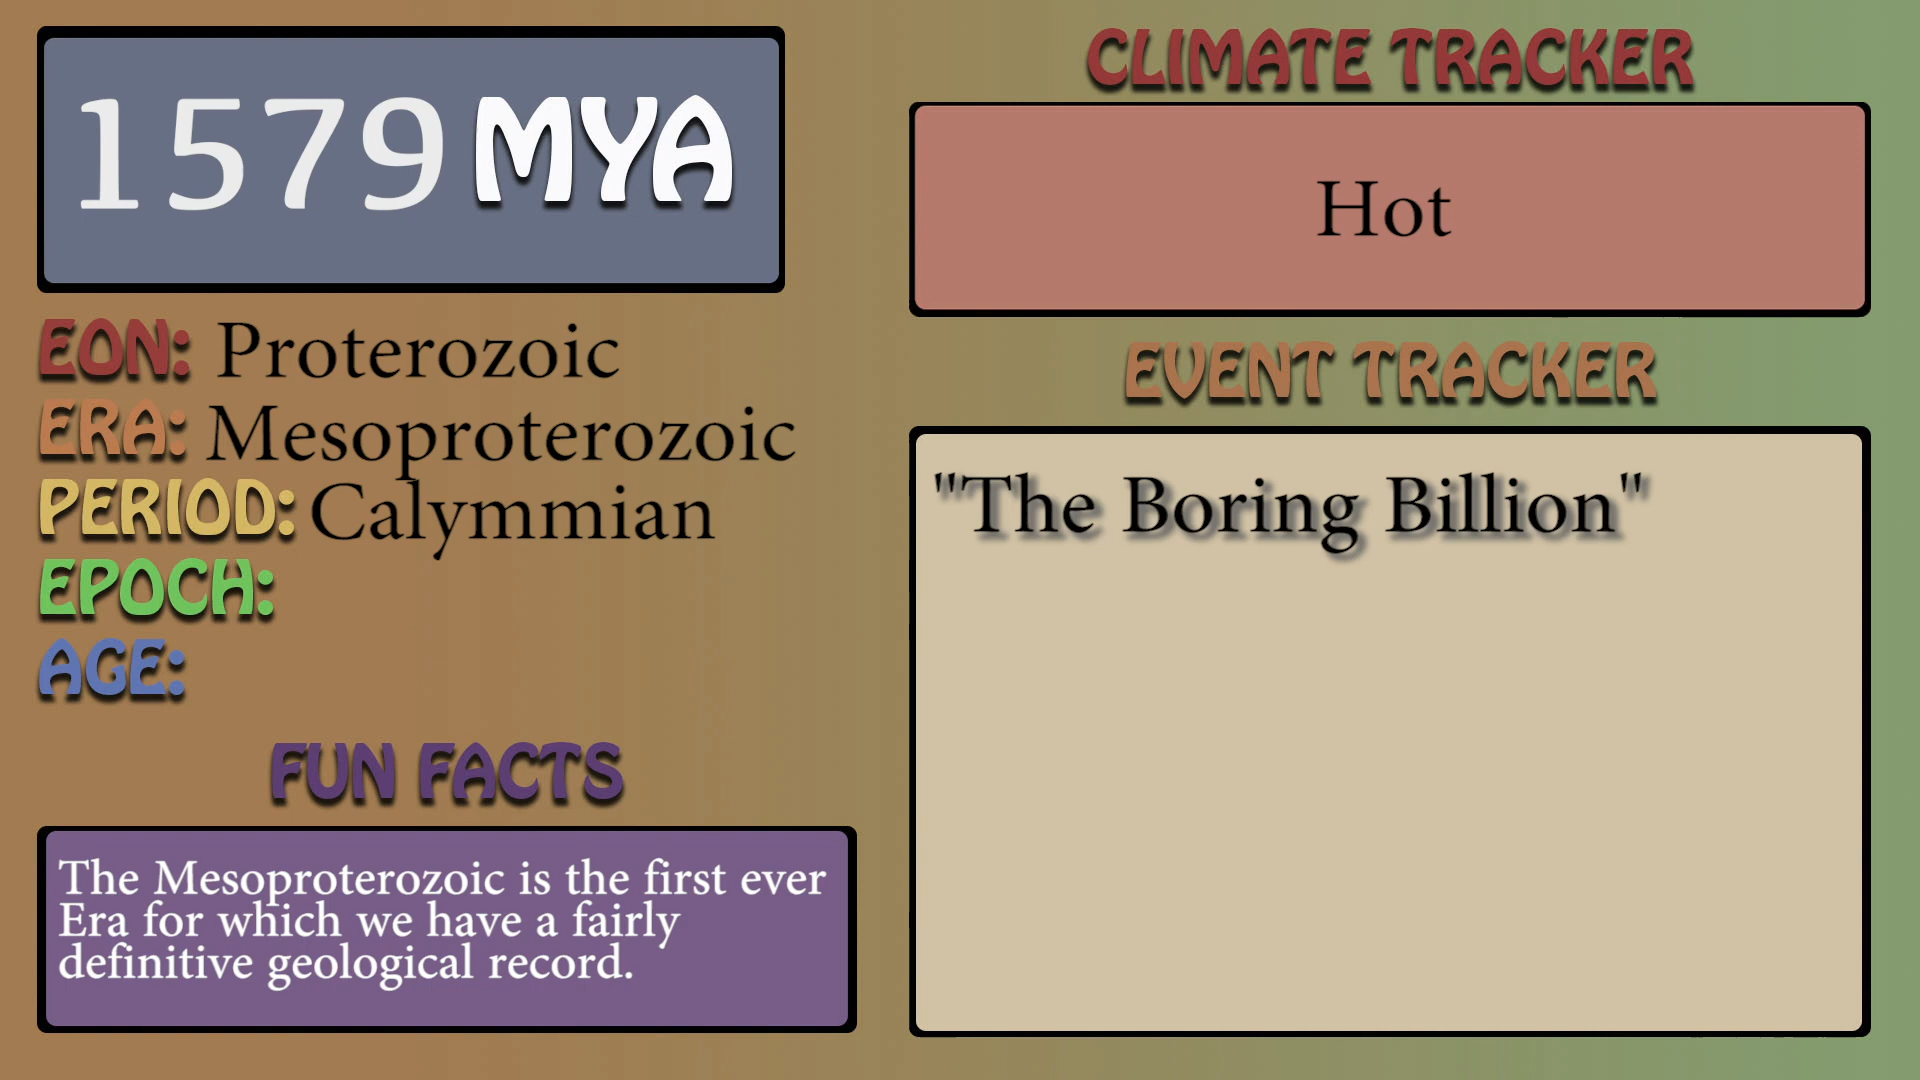 1579 MYA
EON: Proterozoic
ERA: Mesoproterozoic
PERIOD: Calymmian
EPOCH:
AGE:
FUN FACTS
The Mesoproterozoic is the first ever
Era for which we have a fairly
definitive geological record.
CLIMATE TRACKER
Hot
EVENT TRACKER
"The Boring Billion"